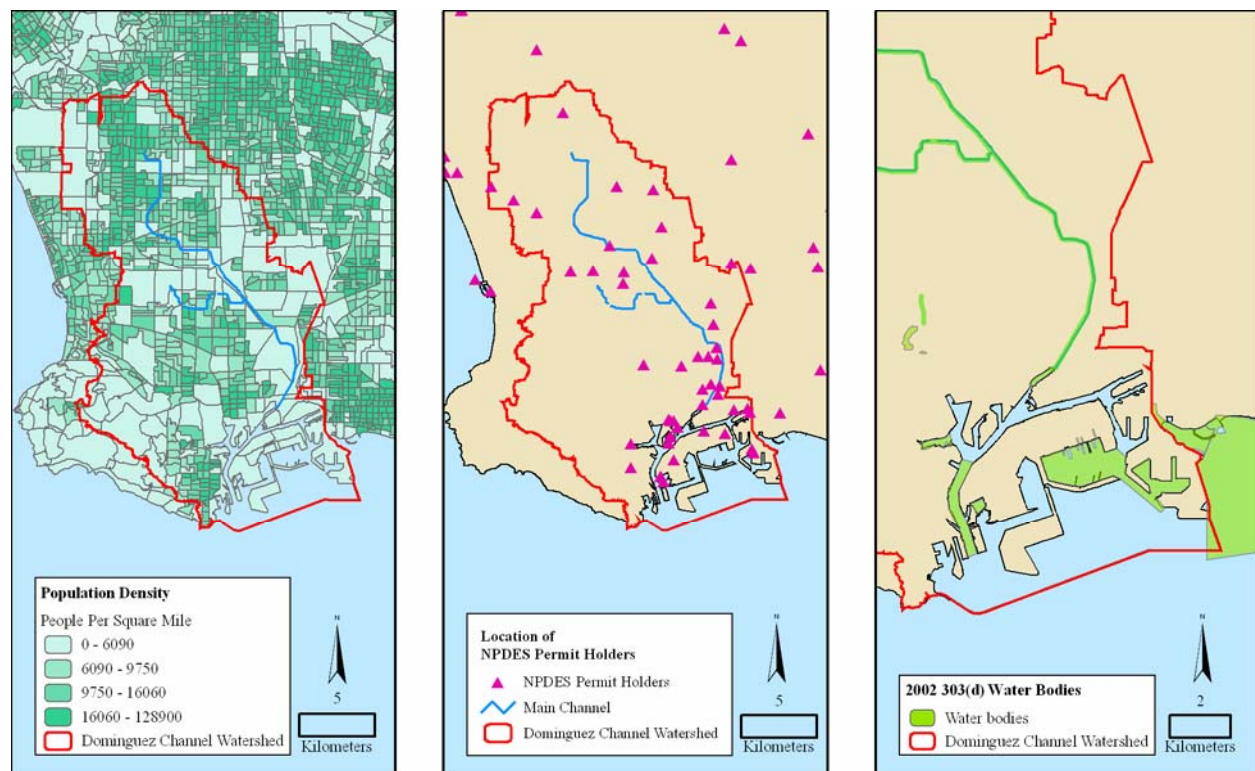 Population Density
People Per Square Mile
0 - 6090
6090 - 9750
9750 - 16060
16060 - 128900
Dominguez Channel Watershed
N
5
Kilometers
Location of
NPDES Permit Holders
NPDES Permit Holders
Main Channel
Dominguez Channel Watershed
N
5
Kilometers
2002 303(d) Water Bodies
Water bodies
Dominguez Channel Watershed
N
2
Kilometers